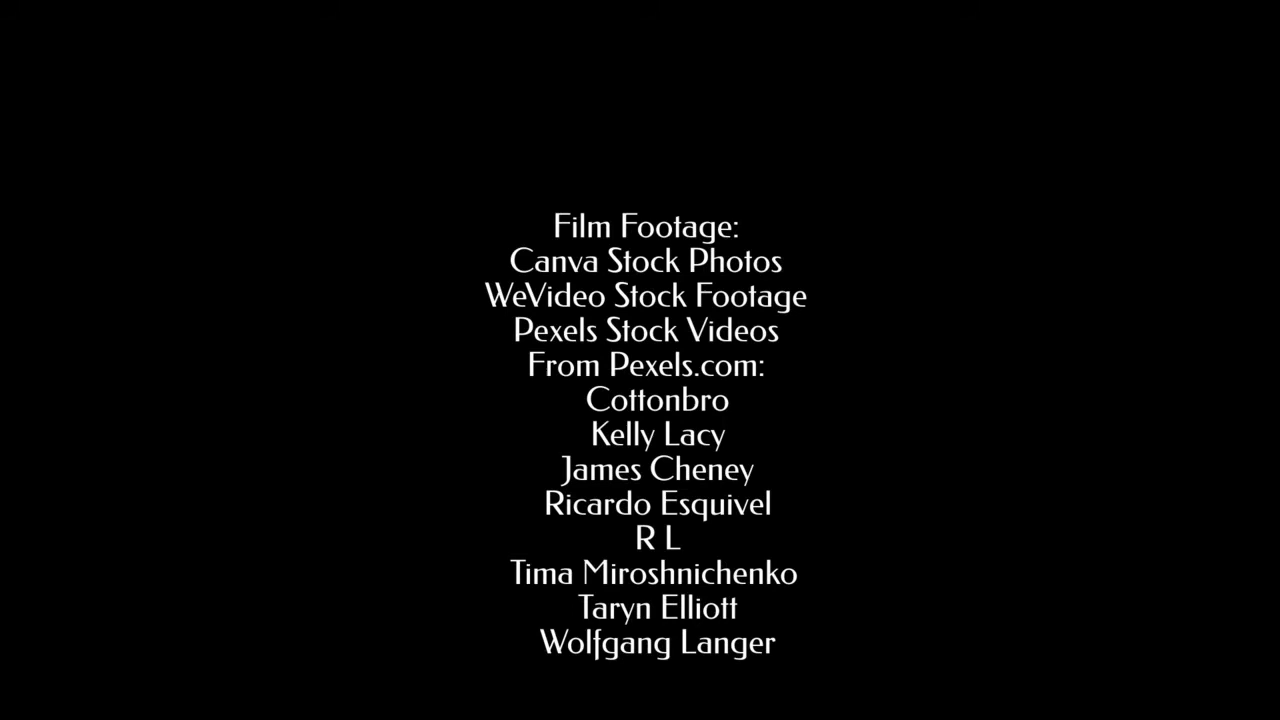 Film Footage:
Canva Stock Photos
WeVideo Stock Footage
Pexels Stock Videos
From Pexels.com:
Cottonbro
Kelly Lacy
James Cheney
Ricardo Esquivel
R L
Tima Miroshnichenko
Taryn Elliott
Wolfgang Langer